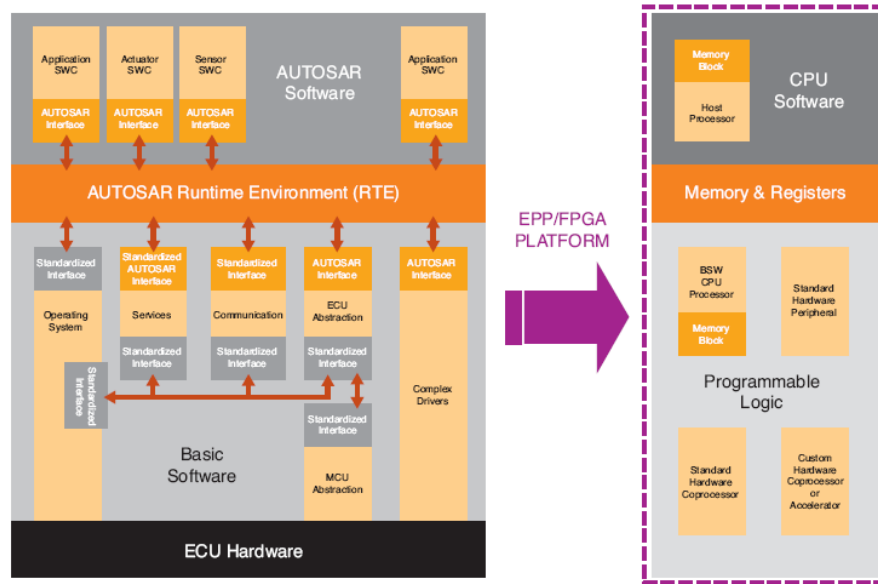 Application
SWC
AUTOSAR
Interface
Actuator
SWC
AUTOSAR
Interface
Sensor
SWC
AUTOSAR
Interface
AUTOSAR
Software
Application
SWC
AUTOSAR
Interface
AUTOSAR Runtime Environment (RTE)
Standardized
Interface
Operating
System
Standardized
Interface
Standardized
AUTOSAR
Interface
Services
Standardized
Interface
Standardized
Interface
Communication
Standardized
Interface
AUTOSAR
Interface
ECU
Abstraction
Standardized
Interface
Standardized
Interface
MCU
Abstraction
AUTOSAR
Interface
Complex
Drivers
Basic
Software
ECU Hardware
EPP/FPGA
PLATFORM
Memory
Block
Host
Processor
CPU
Software
Memory & Registers
BSW
CPU
Processor
Memory
Block
Standard
Hardware
Peripheral
Programmable
Logic
Standard
Hardware
Coprocessor
Custom
Hardware
Coprocessor
or
Accelerator